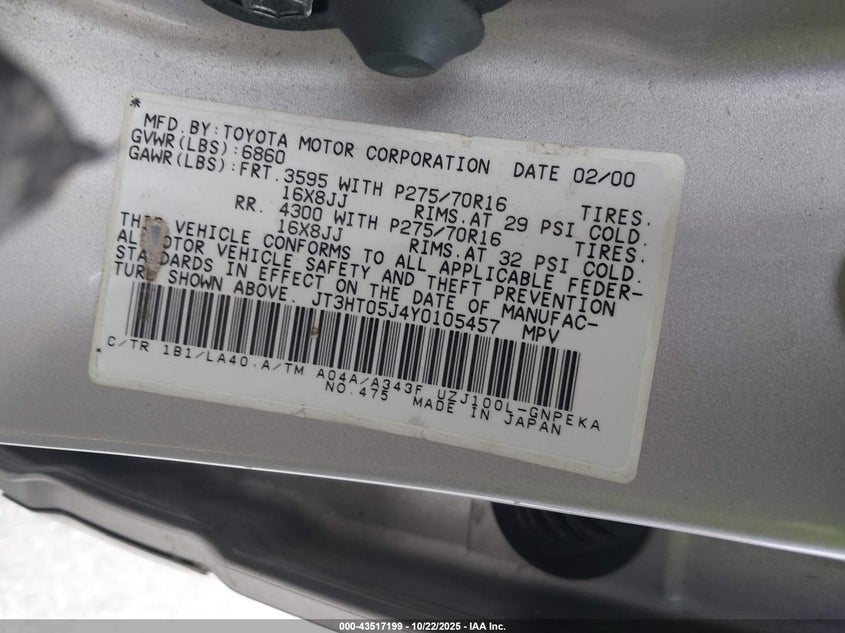 MFD.BY:TOYOTA MOTOR CORPORATION DATE 02/00
GVWR(LBS):6860
GAWR(LBS):FRT.3595 WITH P275/70R16 TIRES.
16X8JJ RIMS.AT 29 PSI COLD.
RR. 4300 WITH P275/70R16 TIRES.
16X8JJ RIMS.AT 32 PSI COLD.
THIS VEHICLE CONFORMS TO ALL APPLICABLE FEDER-
AL MOTOR VEHICLE SAFETY AND THEFT PREVENTION
STANDARDS IN EFFECT ON THE DATE OF MANUFAC-
TURE SHOWN ABOVE. JT3HT05J4Y0105457 MPV
C/TR 1B1/LA40.A/TM A04A/A343F UZJ100L-GNPEKA
NO.475 MADE IN JAPAN
000-43517199 - 10/22/2025 - IAA Inc.